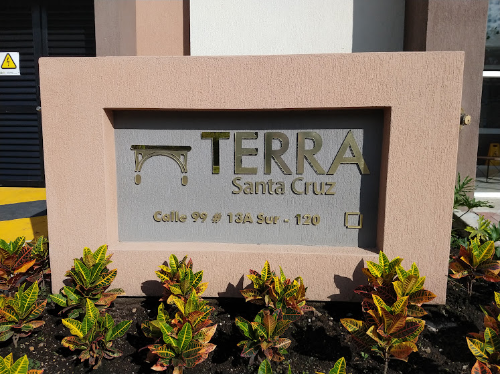 TERRA
Santa Cruz
Calle 99 # 13A Sur - 120